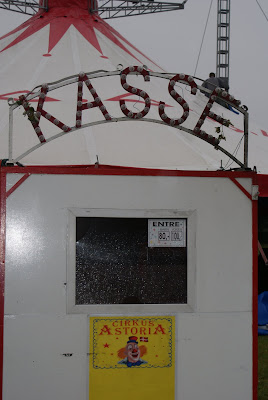 KASSE
ENTRE
CIRKUS
ASTORIA